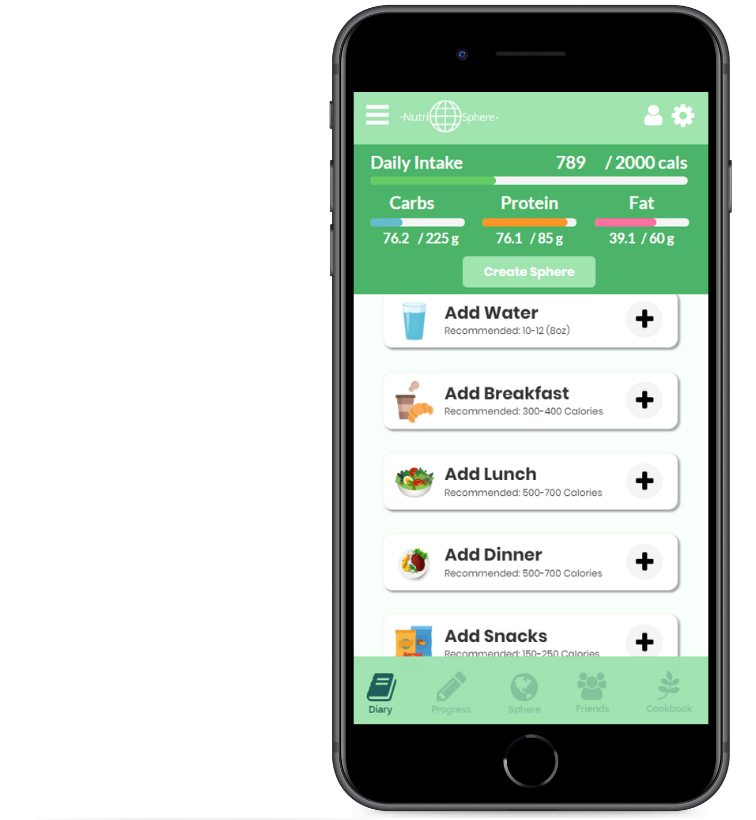 ·Nutri Sphere·
Daily Intake 789 / 2000 cals
Carbs Protein Fat
76.2 / 225 g 76.1 / 85 g 39.1 / 60 g
Create Sphere
Add Water
Recommended: 10-12 (8oz)
Add Breakfast
Recommended: 300-400 Calories
Add Lunch
Recommended: 500-700 Calories
Add Dinner
Recommended: 500-700 Calories
Add Snacks
Recommended: 150-250 Calories
Diary Progress Sphere Friends Cookbook